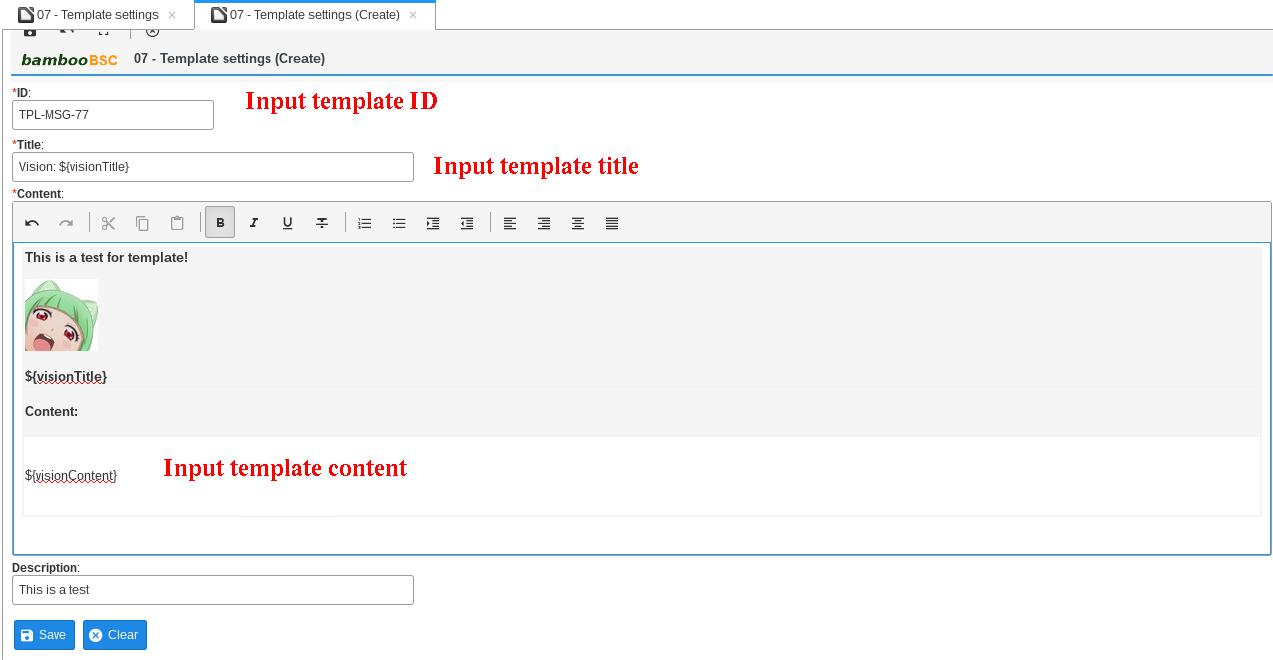 07 - Template settings
07 - Template settings (Create)
bambooBSC 07 - Template settings (Create)
*ID:
Input template ID
TPL-MSG-77
*Title:
Vision: ${visionTitle}
Input template title
*Content:
B I U
This is a test for template!
${visionTitle}
Content:
${visionContent}
Input template content
Description:
This is a test
Save Clear